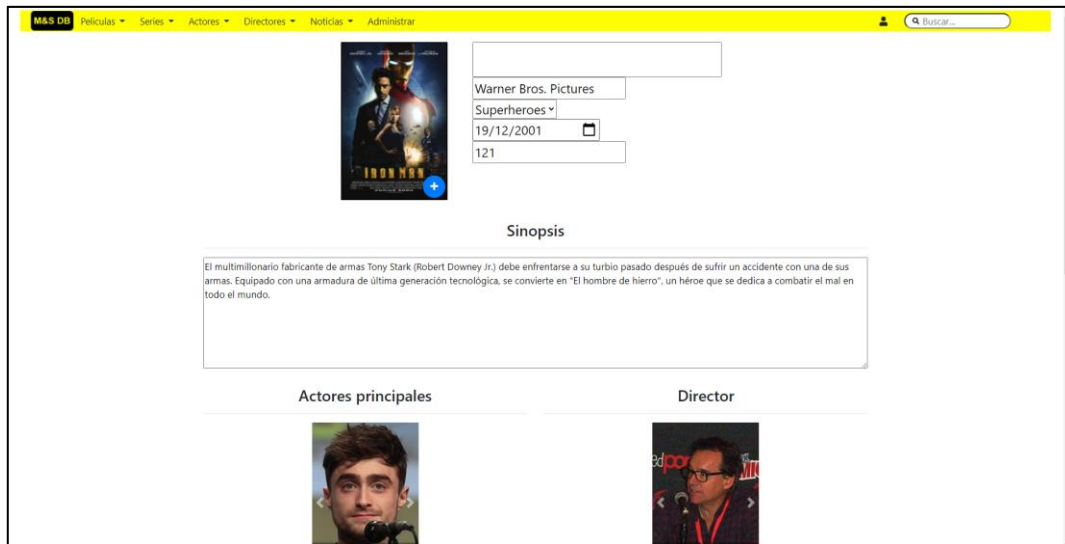 M&S DB Películas Series Actores Directores Noticias Administrar Buscar...
Warner Bros. Pictures
Superheroes
19/12/2001
121
IRON MAN
Sinopsis
El multimillonario fabricante de armas Tony Stark (Robert Downey Jr.) debe enfrentarse a su turbio pasado después de sufrir un accidente con una de sus
armas. Equipado con una armadura de última generación tecnológica, se convierte en "El hombre de hierro", un héroe que se dedica a combatir el mal en
todo el mundo.
Actores principales Director